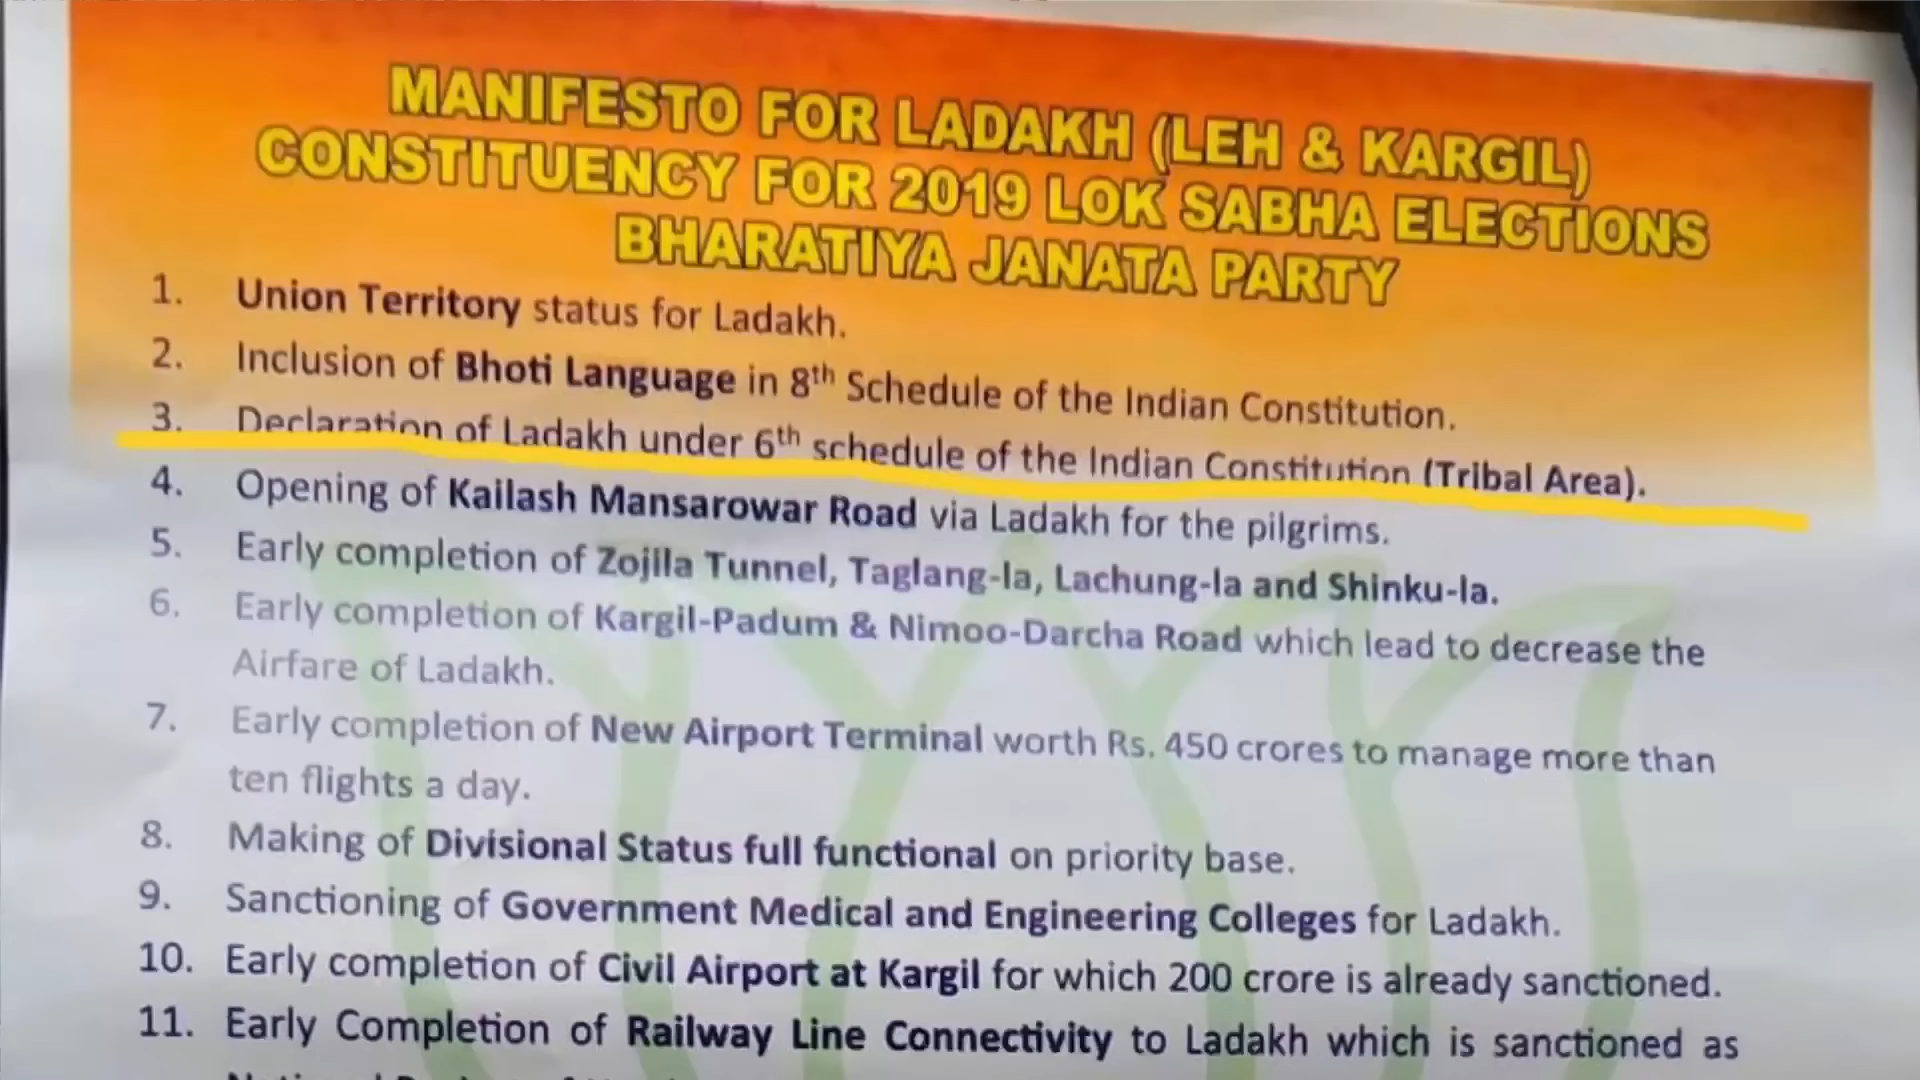 MANIFESTO FOR LADAKH (LEH & KARGIL)
CONSTITUENCY FOR 2019 LOK SABHA ELECTIONS
BHARATIYA JANATA PARTY
1. Union Territory status for Ladakh.
2. Inclusion of Bhoti Language in 8th Schedule of the Indian Constitution.
3. Declaration of Ladakh under 6th schedule of the Indian Constitution (Tribal Area).
4. Opening of Kailash Mansarowar Road via Ladakh for the pilgrims.
5. Early completion of Zojila Tunnel, Taglang-la, Lachung-la and Shinku-la.
6. Early completion of Kargil-Padum & Nimoo-Darcha Road which lead to decrease the
Airfare of Ladakh.
7. Early completion of New Airport Terminal worth Rs. 450 crores to manage more than
ten flights a day.
8. Making of Divisional Status full functional on priority base.
9. Sanctioning of Government Medical and Engineering Colleges for Ladakh.
10. Early completion of Civil Airport at Kargil for which 200 crore is already sanctioned.
11. Early Completion of Railway Line Connectivity to Ladakh which is sanctioned as